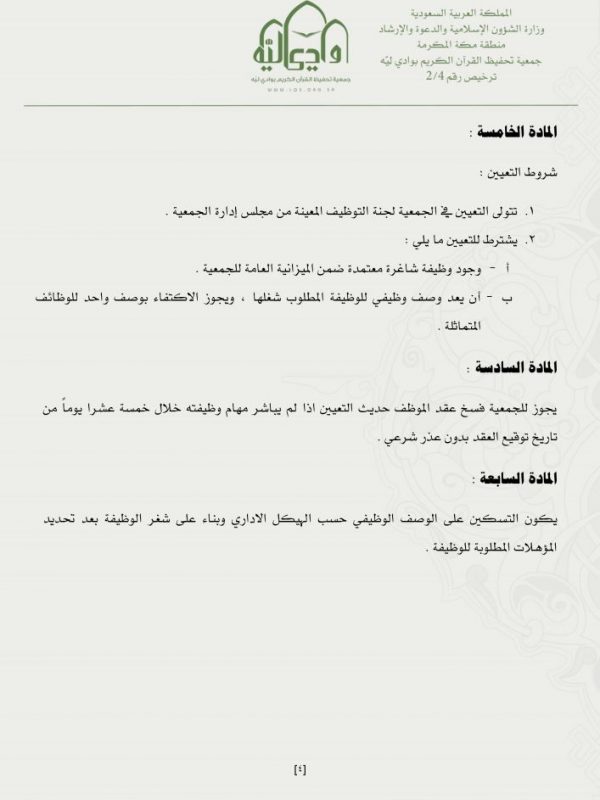 المملكة العربية السعودية
وزارة الشؤون الإسلامية والدعوة والإرشاد
منطقة مكة المكرمة
جمعية تحفيظ القرآن الكريم بوادي ليّه
ترخيص رقم 2/4
وادي ليّه
جمعية تحفيظ القرآن الكريم بوادي ليّه
المادة الخامسة :
شروط التعيين :
١. تتولى التعيين في الجمعية لجنة التوظيف المعينة من مجلس إدارة الجمعية .
٢. يشترط للتعيين ما يلي :
أ - وجود وظيفة شاغرة معتمدة ضمن الميزانية العامة للجمعية .
ب - أن يعد وصف وظيفي للوظيفة المطلوب شغلها ، ويجوز الاكتفاء بوصف واحد للوظائف
المتماثلة .
المادة السادسة :
يجوز للجمعية فسخ عقد الموظف حديث التعيين اذا لم يباشر مهام وظيفته خلال خمسة عشرا يوماً من
تاريخ توقيع العقد بدون عذر شرعي .
المادة السابعة :
يكون التسكين على الوصف الوظيفي حسب الهيكل الاداري وبناء على شغر الوظيفة بعد تحديد
المؤهلات المطلوبة للوظيفة .
[٤]